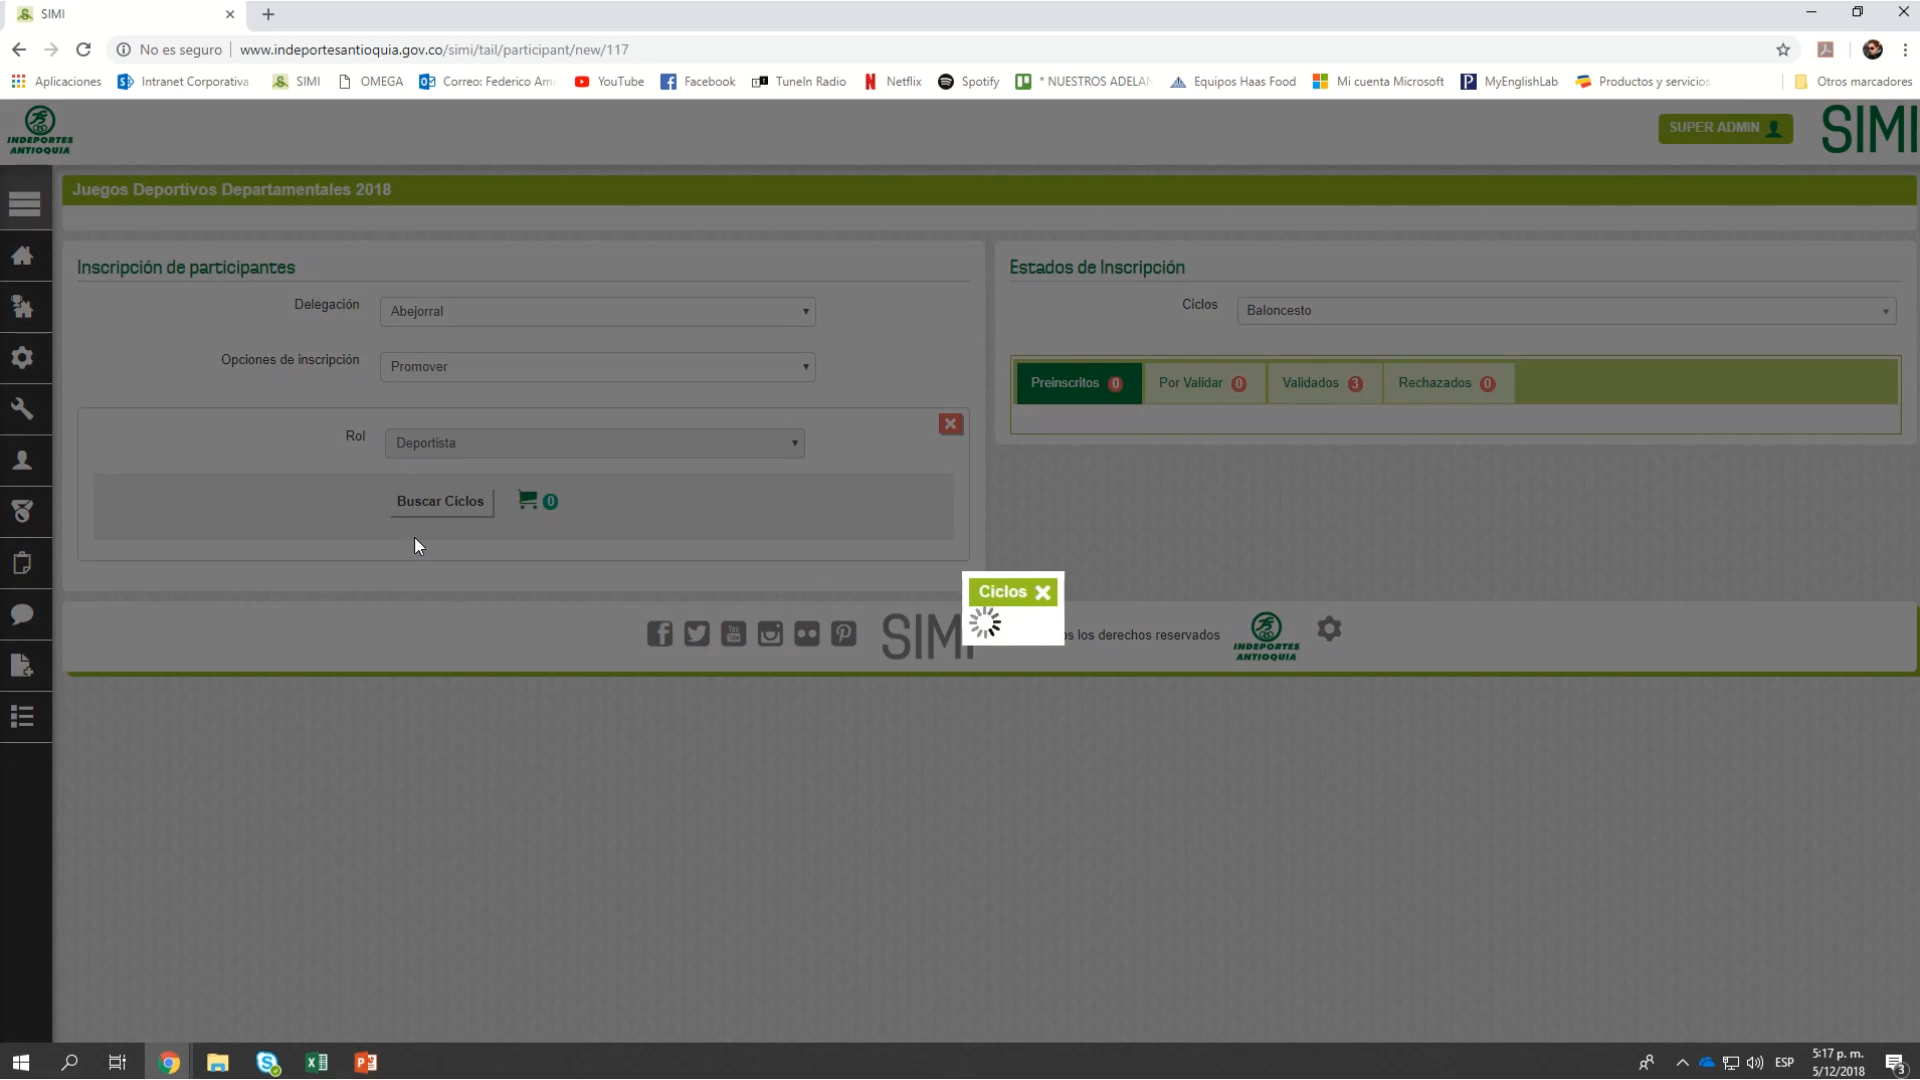 SIMI
No es seguro
www.indeportesantioquia.gov.co/simi/tail/participant/new/117
Aplicaciones
Intranet Corporativa
SIMI
OMEGA
Correo: Federico Am
YouTube
Facebook
TuneIn Radio
Netflix
Spotify
* NUESTROS ADELAN
Equipos Haas Food
Mi cuenta Microsoft
MyEnglishLab
Productos y servicios
Otros marcadores
INDEPORTES
ANTIOQUIA
SUPER ADMIN
SIMI
Juegos Deportivos Departamentales 2018
Inscripción de participantes
Delegación
Abejorral
Opciones de inscripción
Promover
Rol
Deportista
Buscar Ciclos
0
Estados de Inscripción
Ciclos
Baloncesto
Preinscritos 0
Por Validar 0
Validados 3
Rechazados 0
Ciclos
SIMI
os los derechos reservados
INDEPORTES
ANTIOQUIA
ESP
5:17 p. m.
5/12/2018
3